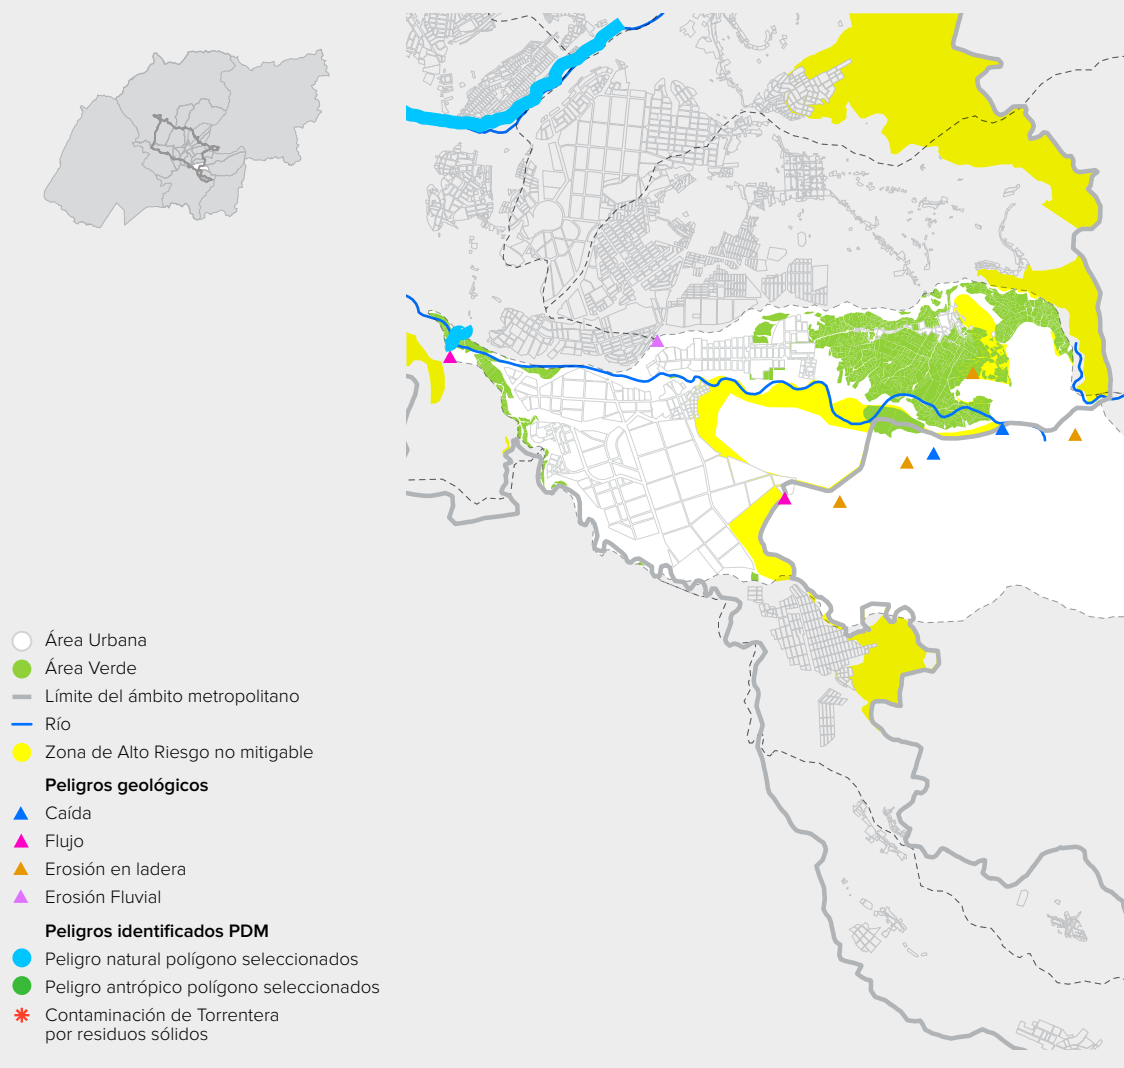 Área Urbana
Área Verde
Límite del ámbito metropolitano
Río
Zona de Alto Riesgo no mitigable
Peligros geológicos
Caída
Flujo
Erosión en ladera
Erosión Fluvial
Peligros identificados PDM
Peligro natural polígono seleccionados
Peligro antrópico polígono seleccionados
Contaminación de Torrentera
por residuos sólidos